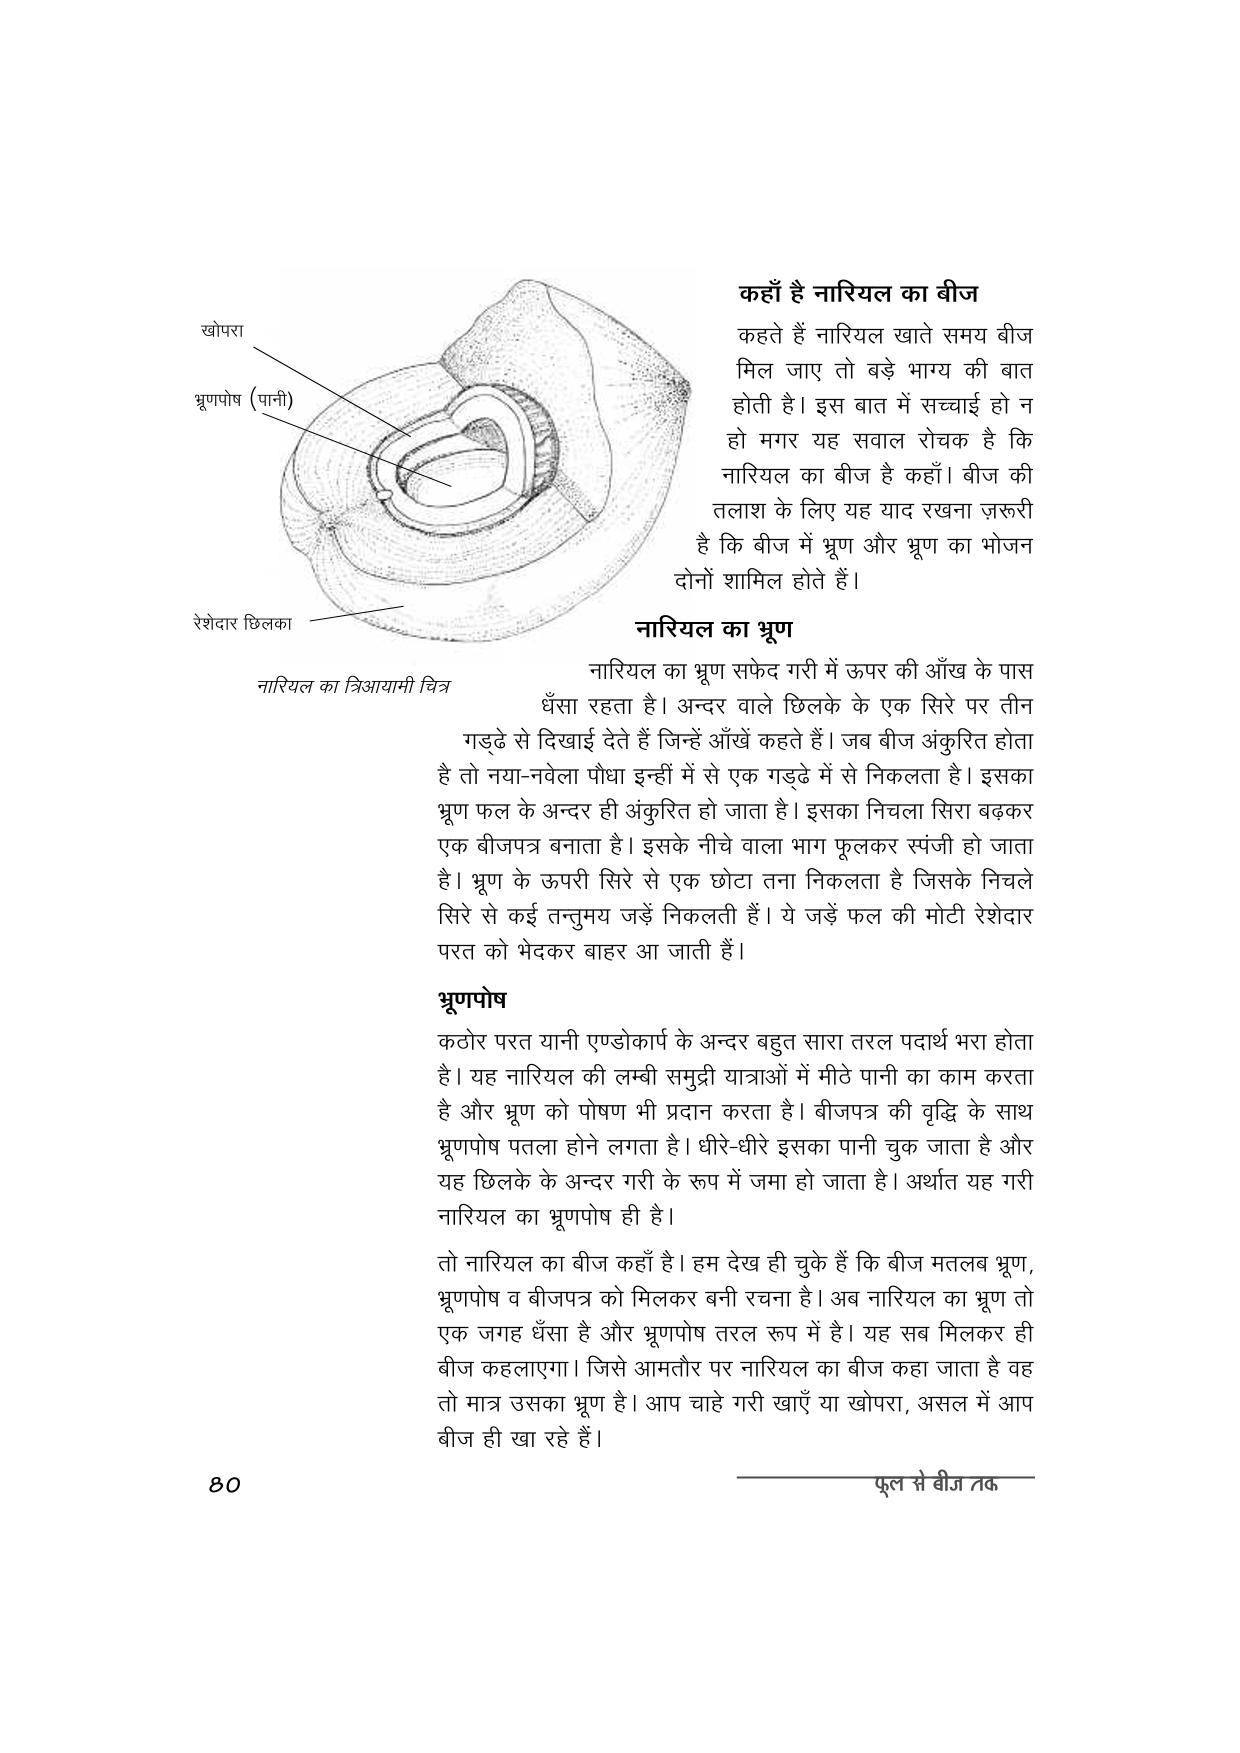 खोपरा
भ्रूणपोष (पानी)
रेशेदार छिलका
नारियल का त्रिआयामी चित्र
कहाँ है नारियल का बीज
कहते हैं नारियल खाते समय बीज
मिल जाए तो बड़े भाग्य की बात
होती है। इस बात में सच्चाई हो न
हो मगर यह सवाल रोचक है कि
नारियल का बीज है कहाँ। बीज की
तलाश के लिए यह याद रखना ज़रूरी
है कि बीज में भ्रूण और भ्रूण का भोजन
दोनों शामिल होते हैं।
नारियल का भ्रूण
नारियल का भ्रूण सफेद गरी में ऊपर की आँख के पास
धँसा रहता है। अन्दर वाले छिलके के एक सिरे पर तीन
गड्ढे से दिखाई देते हैं जिन्हें आँखें कहते हैं। जब बीज अंकुरित होता
है तो नया-नवेला पौधा इन्हीं में से एक गड्ढे में से निकलता है। इसका
भ्रूण फल के अन्दर ही अंकुरित हो जाता है। इसका निचला सिरा बढ़कर
एक बीजपत्र बनाता है। इसके नीचे वाला भाग फूलकर स्पंजी हो जाता
है। भ्रूण के ऊपरी सिरे से एक छोटा तना निकलता है जिसके निचले
सिरे से कई तन्तुमय जड़ें निकलती हैं। ये जड़ें फल की मोटी रेशेदार
परत को भेदकर बाहर आ जाती हैं।
भ्रूणपोष
कठोर परत यानी एण्डोकार्प के अन्दर बहुत सारा तरल पदार्थ भरा होता
है। यह नारियल की लम्बी समुद्री यात्राओं में मीठे पानी का काम करता
है और भ्रूण को पोषण भी प्रदान करता है। बीजपत्र की वृद्धि के साथ
भ्रूणपोष पतला होने लगता है। धीरे-धीरे इसका पानी चुक जाता है और
यह छिलके के अन्दर गरी के रूप में जमा हो जाता है। अर्थात यह गरी
नारियल का भ्रूणपोष ही है।
तो नारियल का बीज कहाँ है। हम देख ही चुके हैं कि बीज मतलब भ्रूण,
भ्रूणपोष व बीजपत्र को मिलकर बनी रचना है। अब नारियल का भ्रूण तो
एक जगह धँसा है और भ्रूणपोष तरल रूप में है। यह सब मिलकर ही
बीज कहलाएगा। जिसे आमतौर पर नारियल का बीज कहा जाता है वह
तो मात्र उसका भ्रूण है। आप चाहे गरी खाएँ या खोपरा, असल में आप
बीज ही खा रहे हैं।
80
फूल से बीज तक